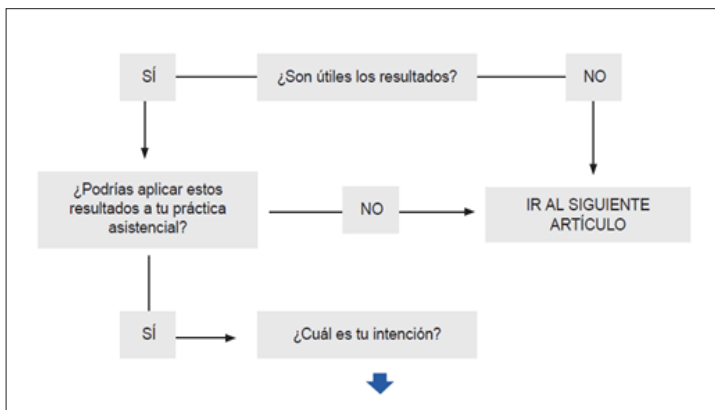 SÍ
¿Son útiles los resultados?
NO
¿Podrías aplicar estos
resultados a tu práctica
asistencial?
NO
IR AL SIGUIENTE
ARTÍCULO
SÍ
¿Cuál es tu intención?